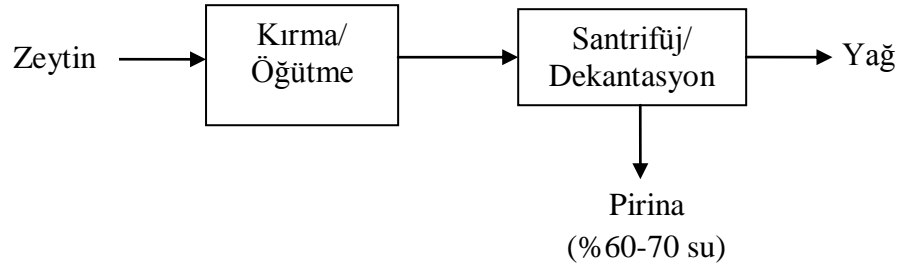 Zeytin
Kırma/
Öğütme
Santrifüj/
Dekantasyon
Yağ
Pirina
(%60-70 su)